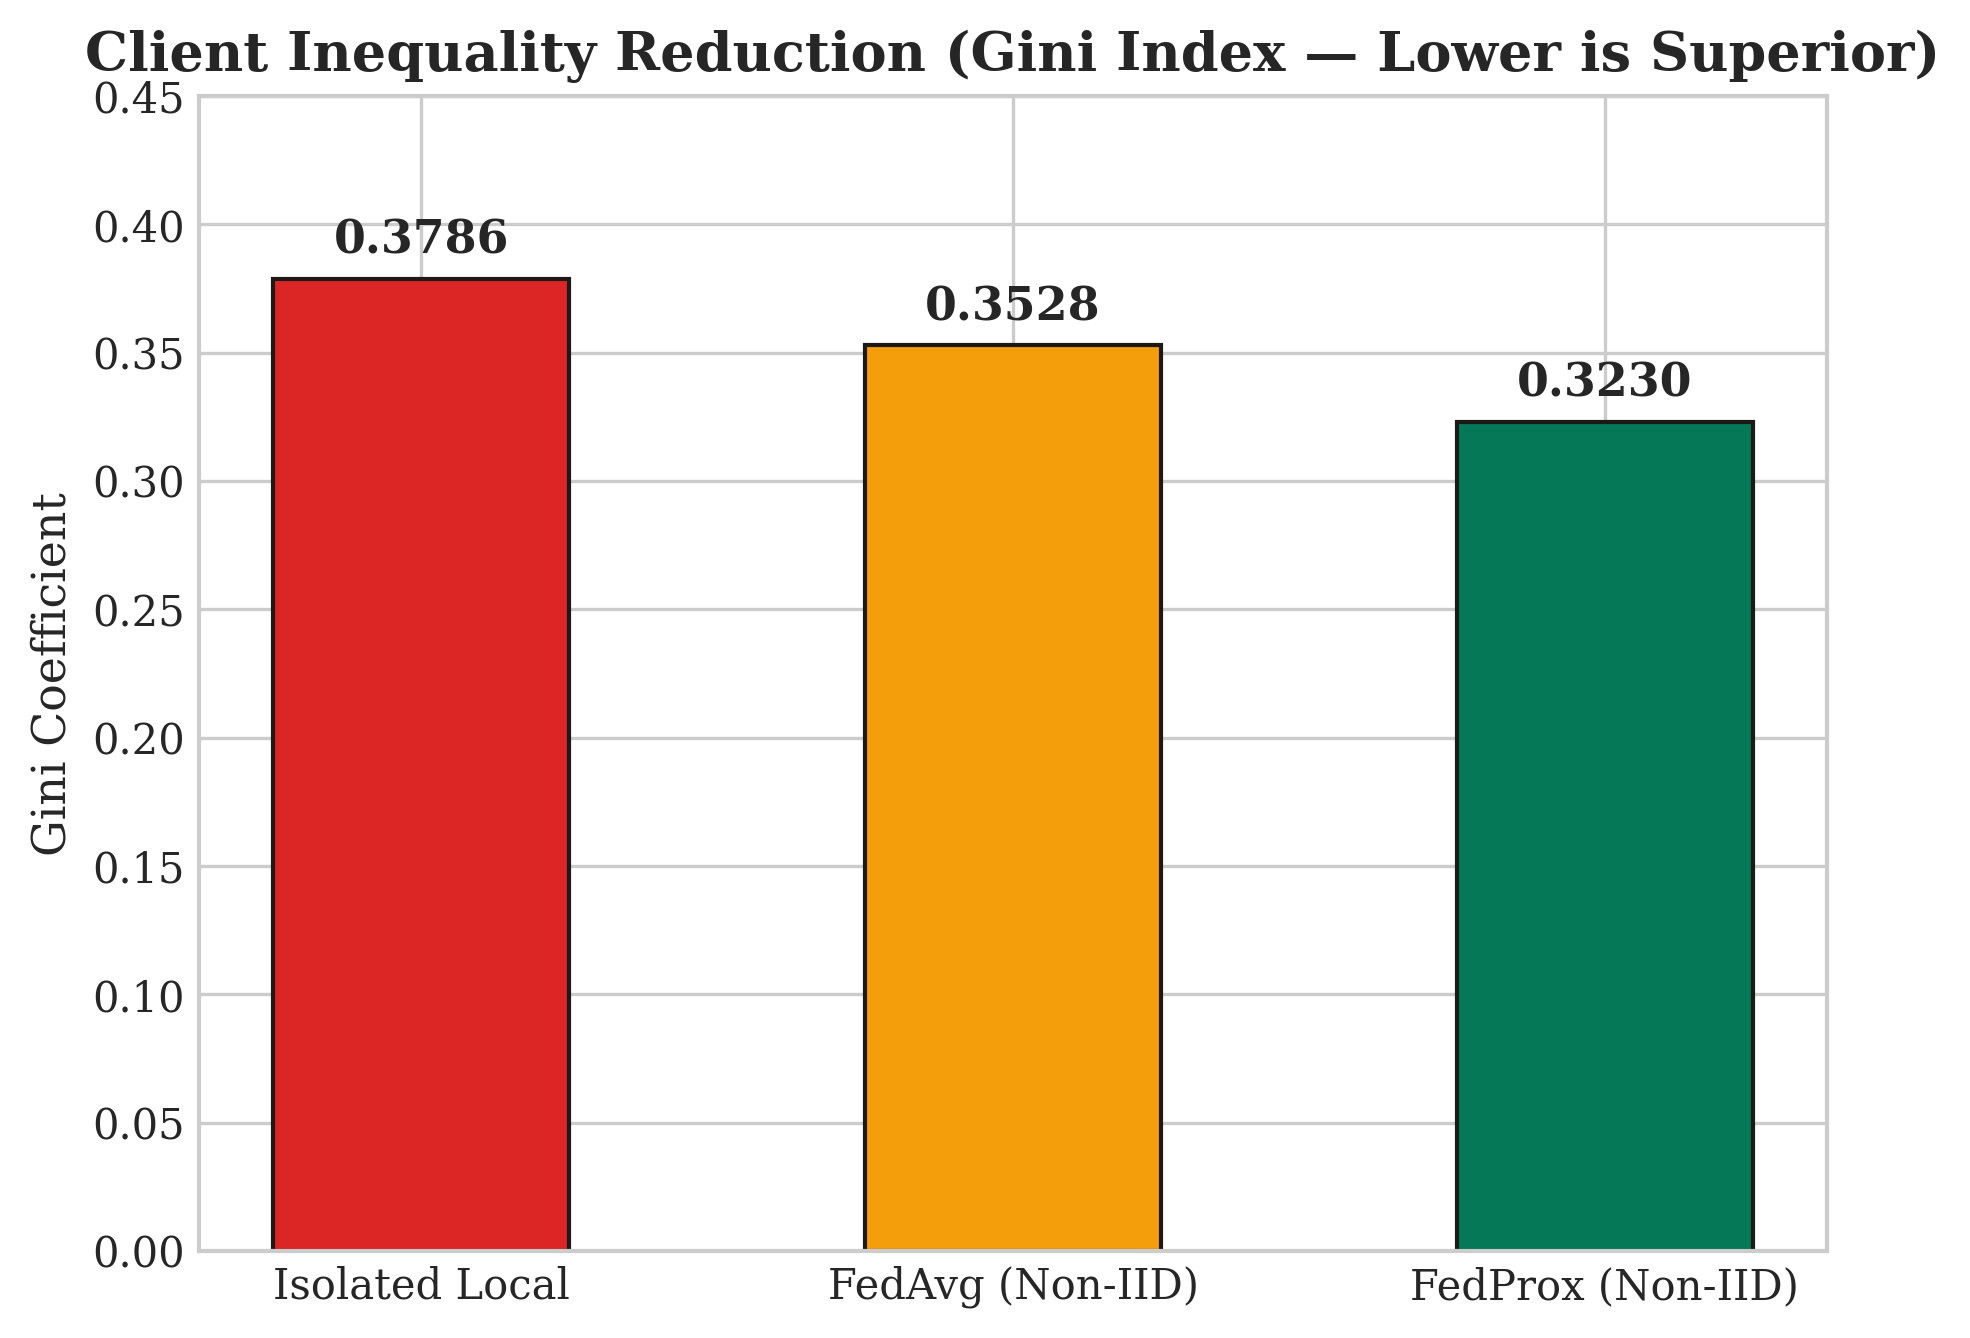 Client Inequality Reduction (Gini Index — Lower is Superior)
Gini Coefficient
0.45
0.40
0.35
0.30
0.25
0.20
0.15
0.10
0.05
0.00
0.3786
0.3528
0.3230
Isolated Local
FedAvg (Non-IID)
FedProx (Non-IID)